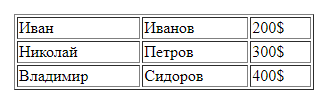 Иван Иванов 200$
Николай Петров 300$
Владимир Сидоров 400$